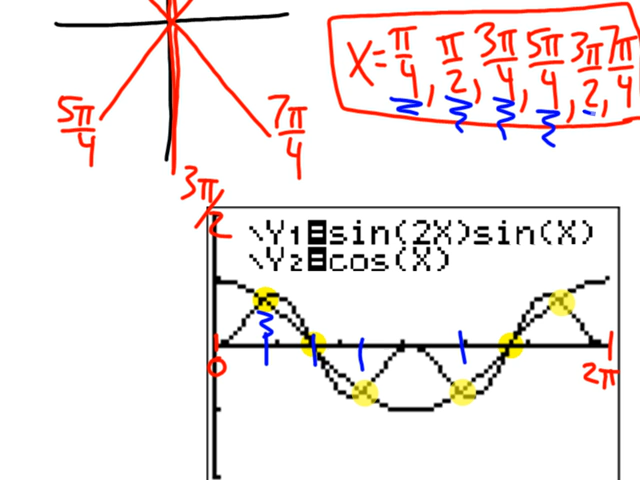 X = π/4, π/2, 3π/4, 5π/4, 3π/2, 7π/4
5π/4
7π/4
3π/2
\Y₁=sin(2X)sin(X)
\Y₂=cos(X)
0
2π